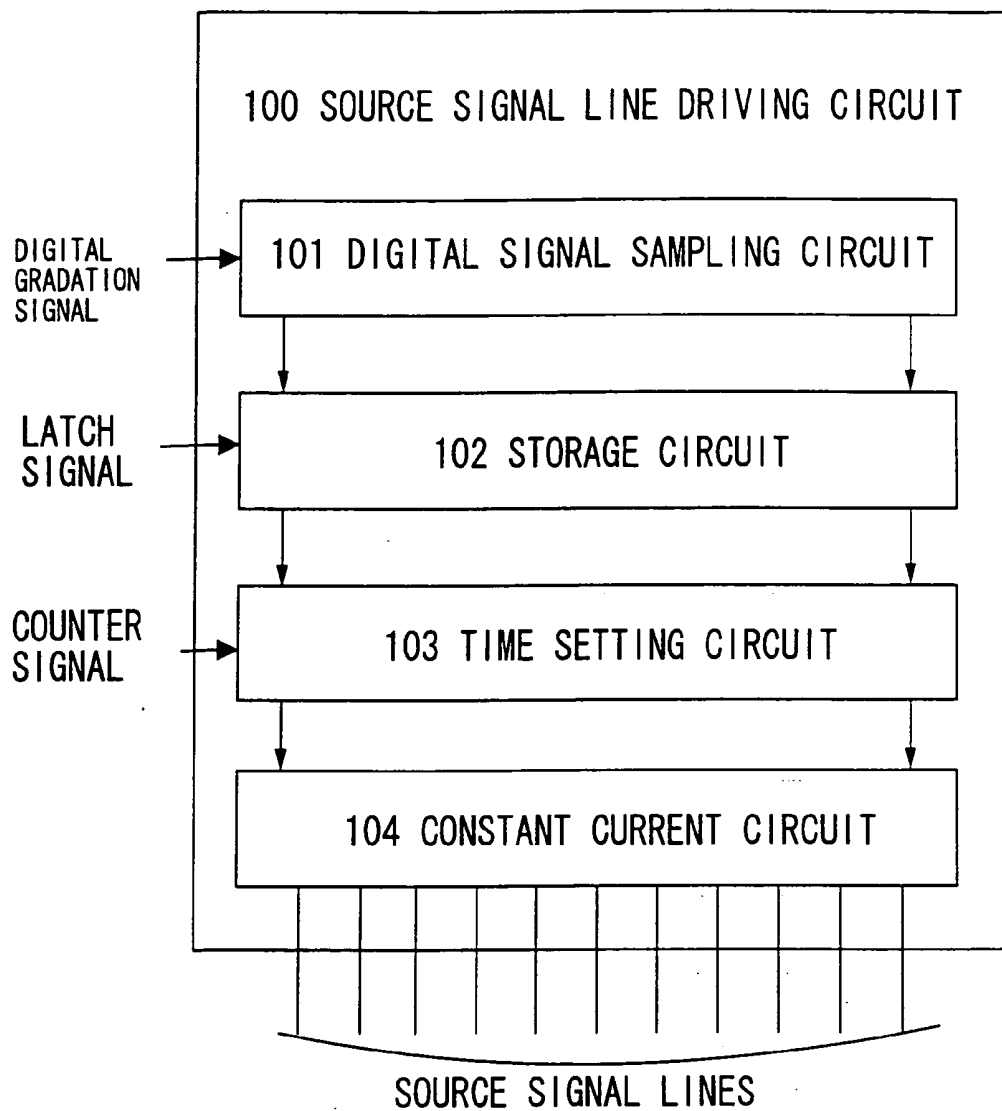 100 SOURCE SIGNAL LINE DRIVING CIRCUIT
DIGITAL
GRADATION
SIGNAL
101 DIGITAL SIGNAL SAMPLING CIRCUIT
LATCH
SIGNAL
102 STORAGE CIRCUIT
COUNTER
SIGNAL
103 TIME SETTING CIRCUIT
104 CONSTANT CURRENT CIRCUIT
SOURCE SIGNAL LINES